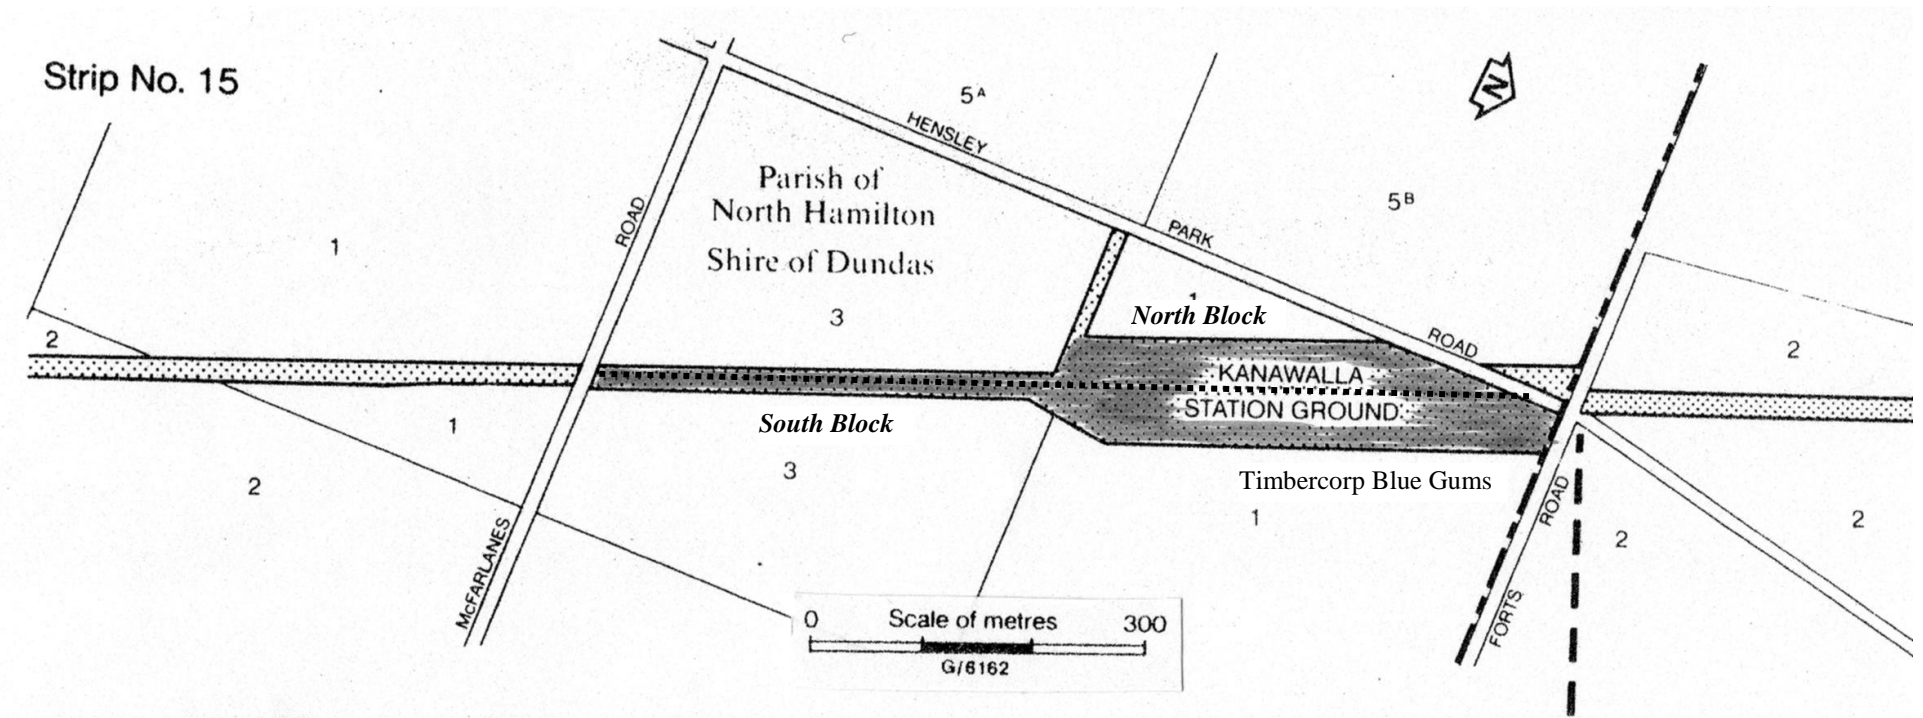 Strip No. 15
N
5A
HENSLEY
Parish of
North Hamilton
Shire of Dundas
ROAD
1
5B
PARK
1
North Block
3
ROAD
2
2
KANAWALLA
STATION GROUND
South Block
1
2
3
Timbercorp Blue Gums
1
ROAD
2
2
McFARLANES
FORTS
0 Scale of metres 300
G/6162